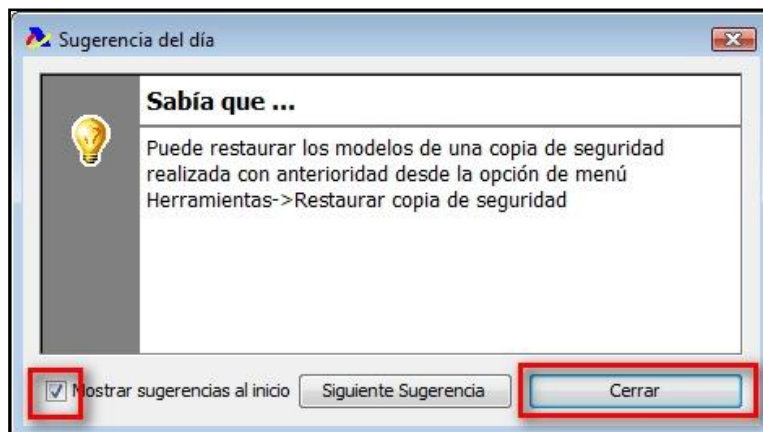 Sugerencia del día
Sabía que ...
Puede restaurar los modelos de una copia de seguridad
realizada con anterioridad desde la opción de menú
Herramientas->Restaurar copia de seguridad
Mostrar sugerencias al inicio Siguiente Sugerencia Cerrar